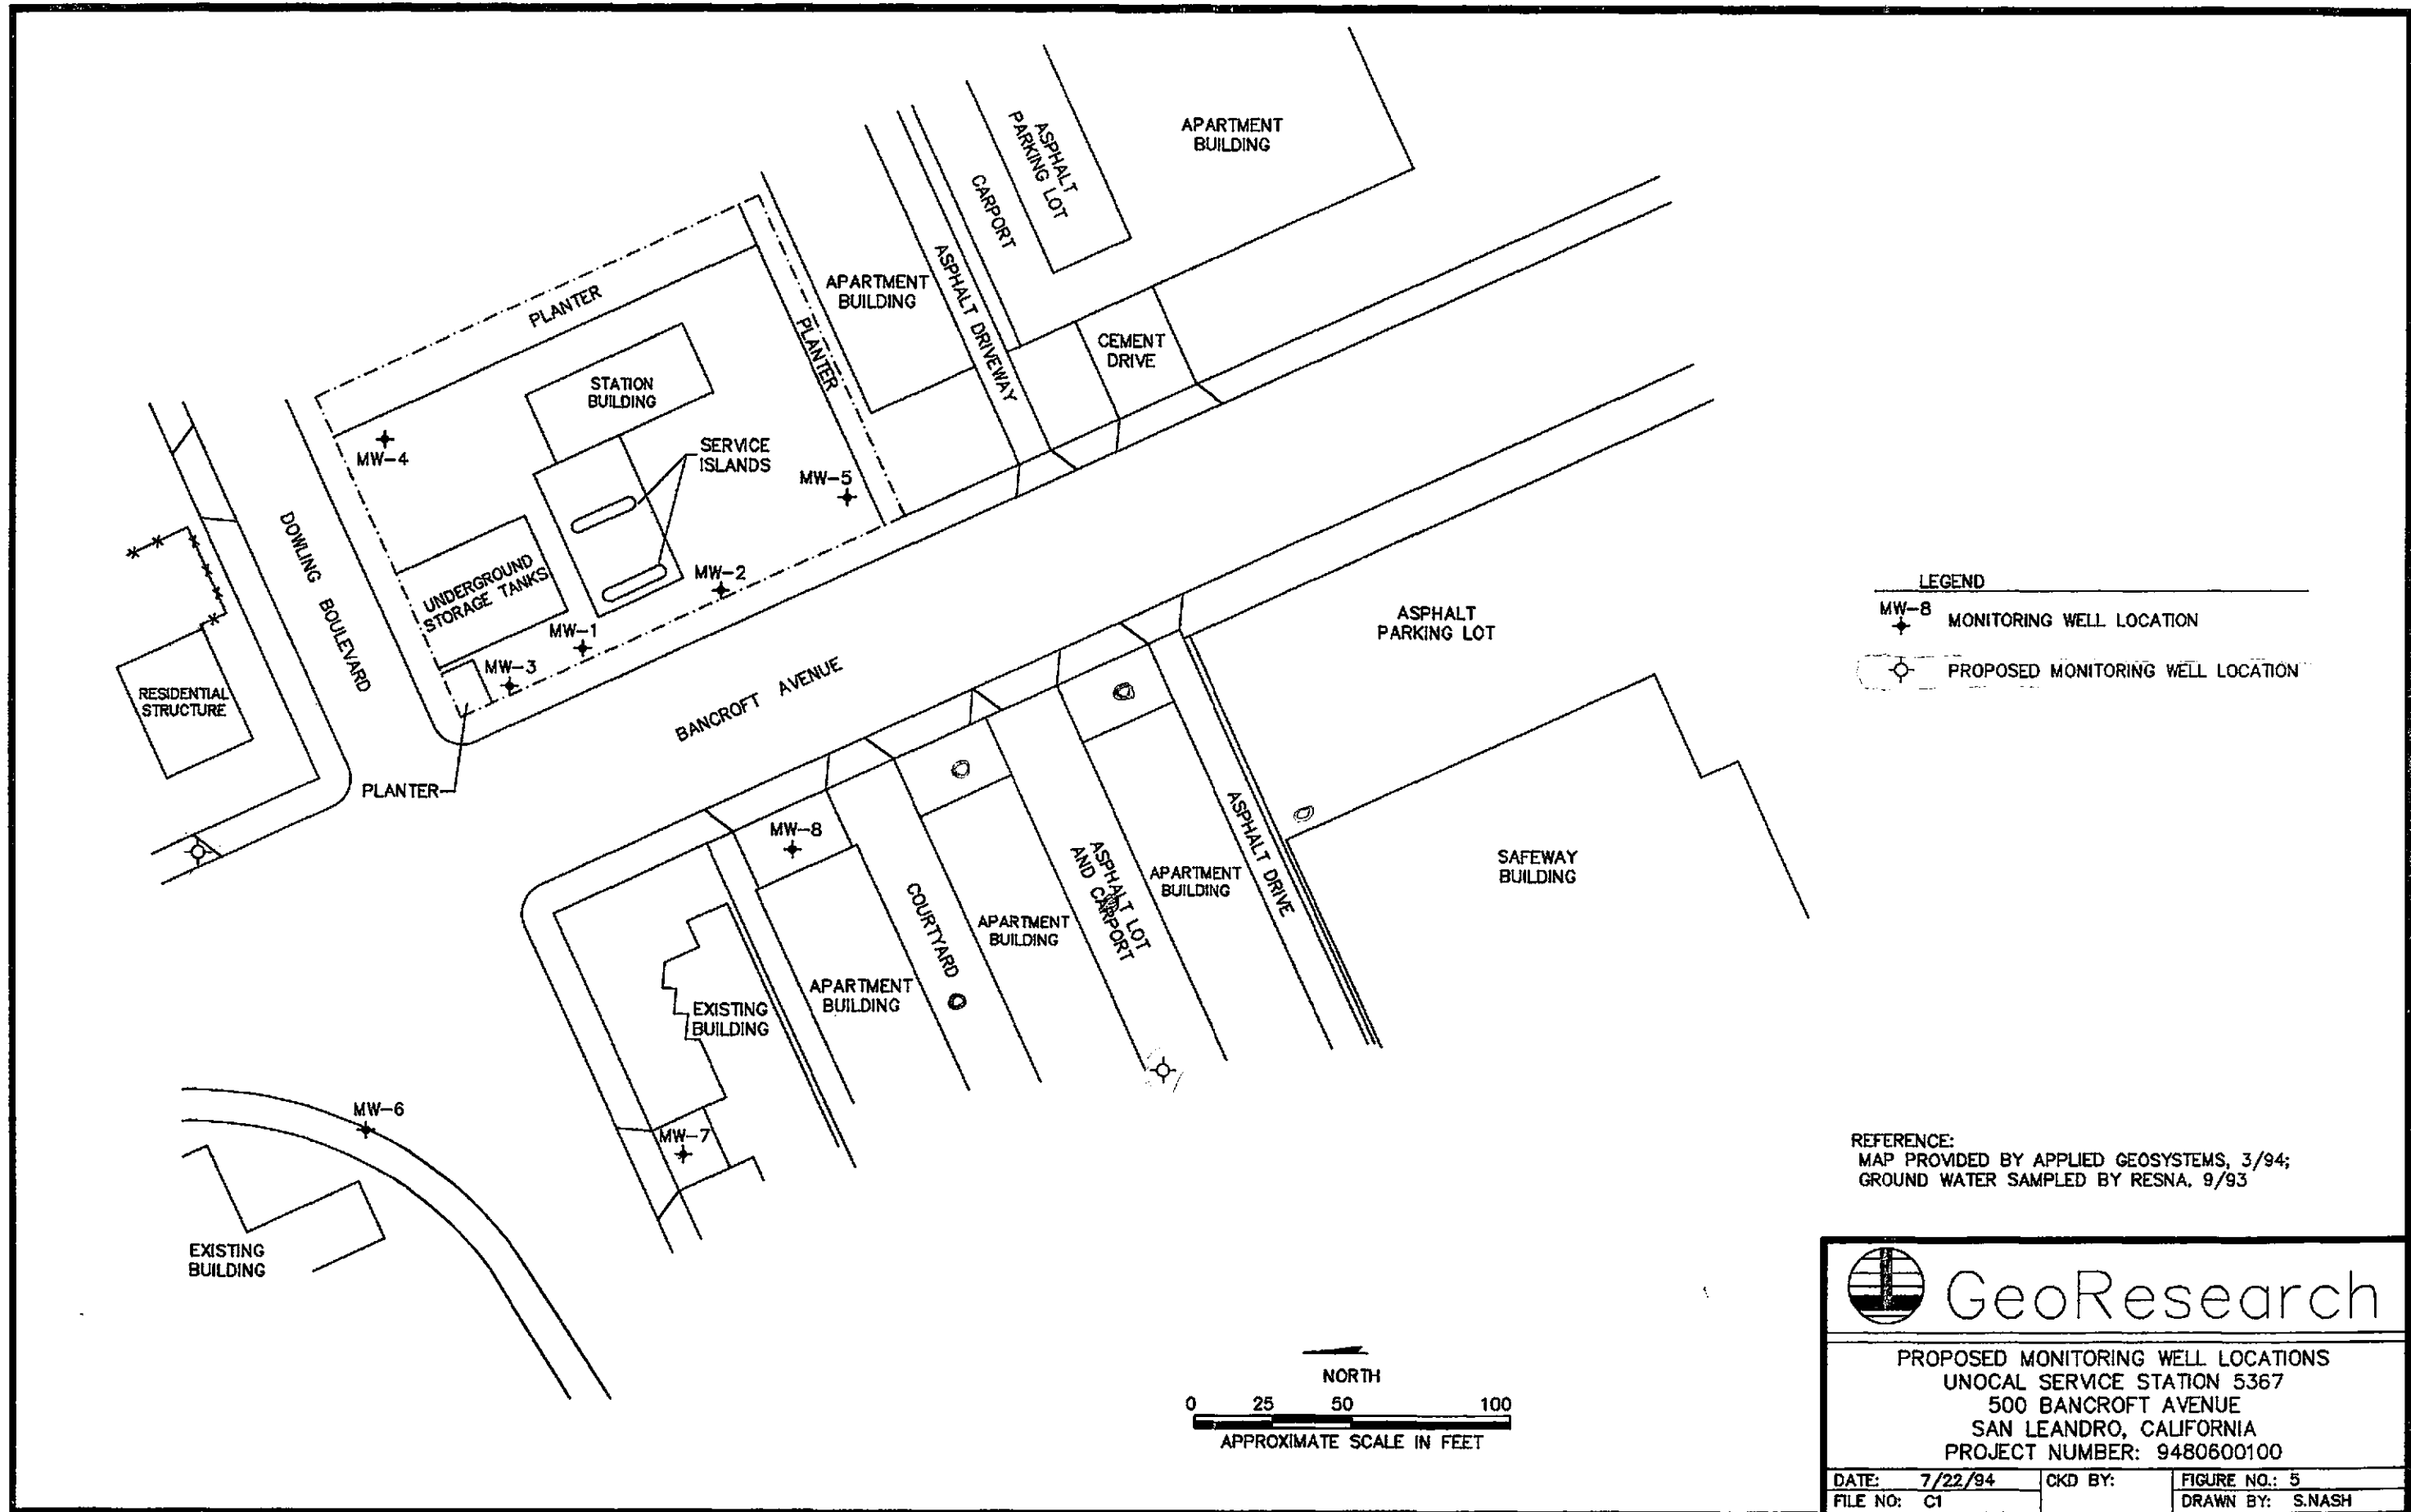 APARTMENT
BUILDING
ASPHALT
PARKING LOT
CARPORT
ASPHALT DRIVEWAY
APARTMENT
BUILDING
PLANTER
PLANTER
CEMENT
DRIVE
STATION
BUILDING
SERVICE
ISLANDS
MW-4
MW-5
DOWLING BOULEVARD
UNDERGROUND
STORAGE TANKS
MW-2
MW-1
MW-3
RESIDENTIAL
STRUCTURE
PLANTER
BANCROFT AVENUE
ASPHALT
PARKING LOT
LEGEND
MW-8
MONITORING WELL LOCATION
PROPOSED MONITORING WELL LOCATION
MW-8
ASPHALT DRIVE
ASPHALT LOT
AND CARPORT
APARTMENT
BUILDING
SAFEWAY
BUILDING
COURTYARD
APARTMENT
BUILDING
APARTMENT
BUILDING
EXISTING
BUILDING
MW-6
MW-7
EXISTING
BUILDING
REFERENCE:
MAP PROVIDED BY APPLIED GEOSYSTEMS, 3/94;
GROUND WATER SAMPLED BY RESNA, 9/93
NORTH
0 25 50 100
APPROXIMATE SCALE IN FEET
GeoResearch
PROPOSED MONITORING WELL LOCATIONS
UNOCAL SERVICE STATION 5367
500 BANCROFT AVENUE
SAN LEANDRO, CALIFORNIA
PROJECT NUMBER: 9480600100
DATE: 7/22/94
CKD BY:
FIGURE NO.: 5
FILE NO: C1
DRAWN BY: S.NASH